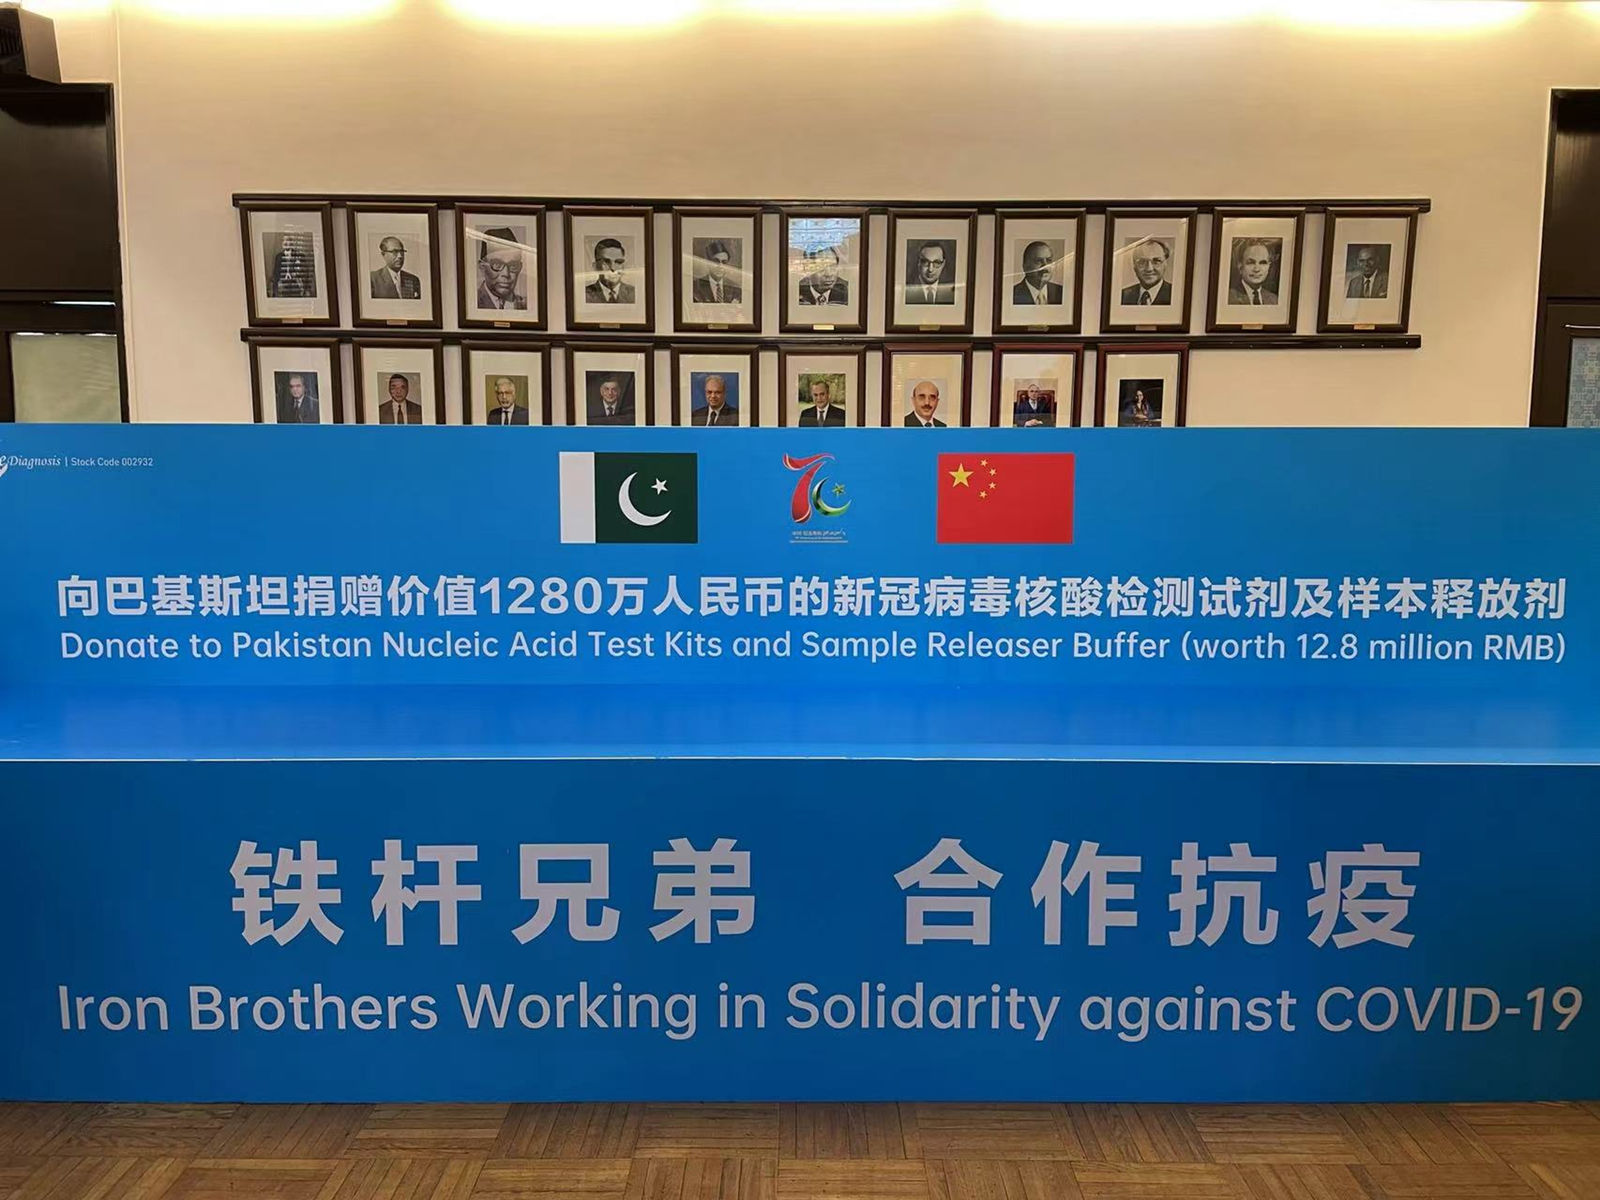 Diagnosis | Stock Code 002932
向巴基斯坦捐赠价值1280万人民币的新冠病毒核酸检测试剂及样本释放剂
Donate to Pakistan Nucleic Acid Test Kits and Sample Releaser Buffer (worth 12.8 million RMB)
铁杆兄弟 合作抗疫
Iron Brothers Working in Solidarity against COVID-19